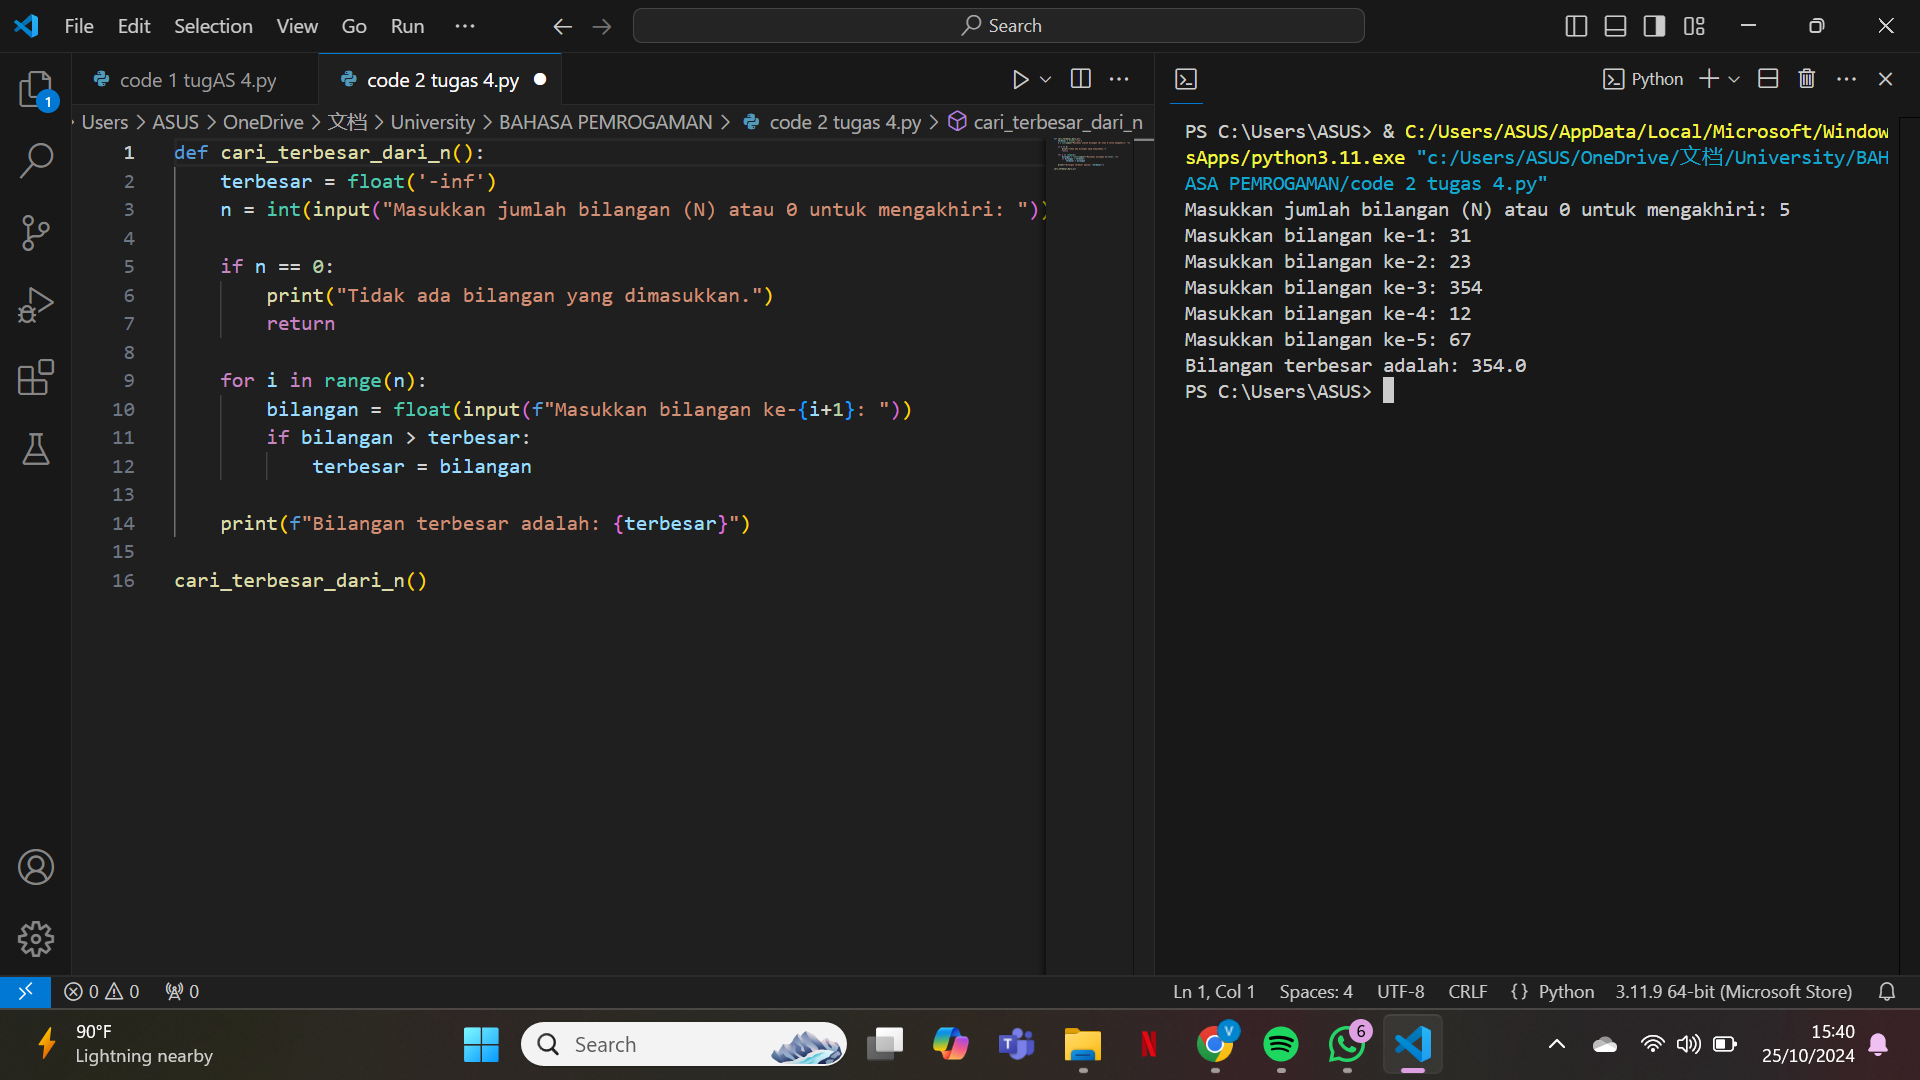 File Edit Selection View Go Run ··· Search
code 1 tugAS 4.py code 2 tugas 4.py
Users > ASUS > OneDrive > 文档 > University > BAHASA PEMROGAMAN > code 2 tugas 4.py > cari_terbesar_dari_n
1 def cari_terbesar_dari_n():
2 terbesar = float('-inf')
3 n = int(input("Masukkan jumlah bilangan (N) atau 0 untuk mengakhiri: "))
4
5 if n == 0:
6 print("Tidak ada bilangan yang dimasukkan.")
7 return
8
9 for i in range(n):
10 bilangan = float(input(f"Masukkan bilangan ke-{i+1}: "))
11 if bilangan > terbesar:
12 terbesar = bilangan
13
14 print(f"Bilangan terbesar adalah: {terbesar}")
15
16 cari_terbesar_dari_n()
Python
PS C:\Users\ASUS> & C:/Users/ASUS/AppData/Local/Microsoft/Window
sApps/python3.11.exe "c:/Users/ASUS/OneDrive/文档/University/BAH
ASA PEMROGAMAN/code 2 tugas 4.py"
Masukkan jumlah bilangan (N) atau 0 untuk mengakhiri: 5
Masukkan bilangan ke-1: 31
Masukkan bilangan ke-2: 23
Masukkan bilangan ke-3: 354
Masukkan bilangan ke-4: 12
Masukkan bilangan ke-5: 67
Bilangan terbesar adalah: 354.0
PS C:\Users\ASUS>
1
0 0 0 Ln 1, Col 1 Spaces: 4 UTF-8 CRLF {} Python 3.11.9 64-bit (Microsoft Store)
90°F
Lightning nearby
Search
V
6
15:40
25/10/2024